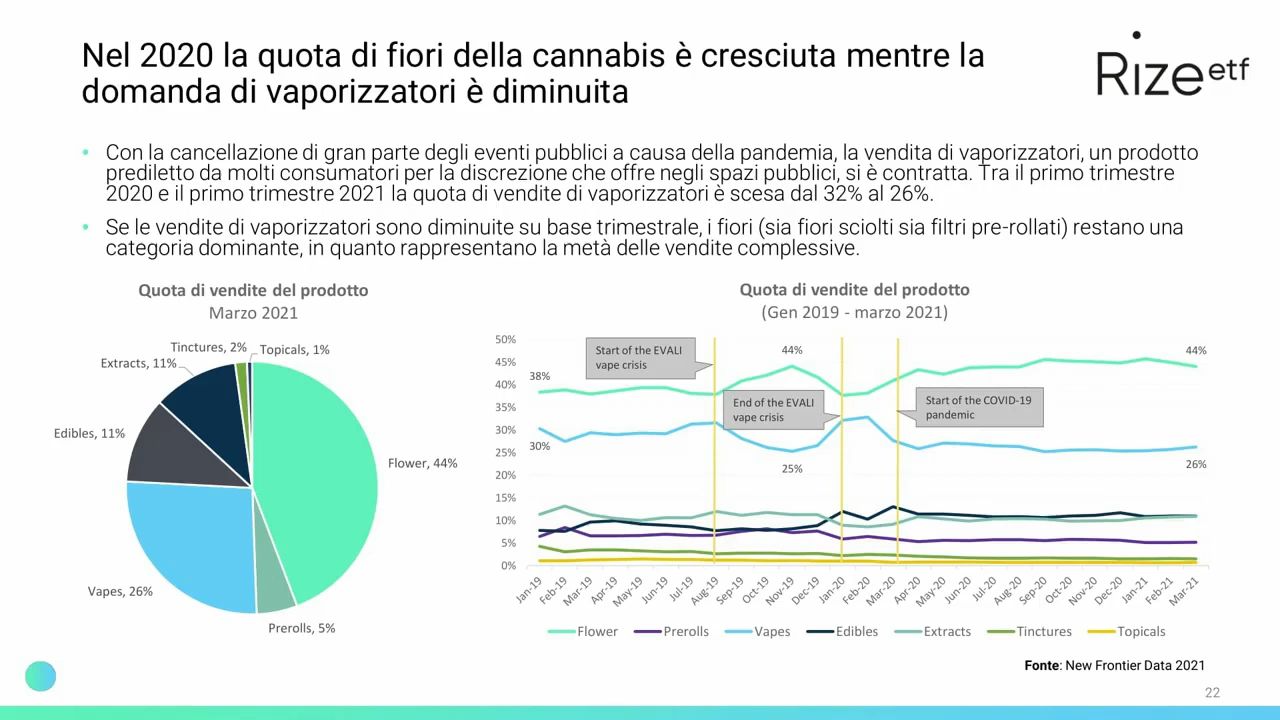 Nel 2020 la quota di fiori della cannabis è cresciuta mentre la
domanda di vaporizzatori è diminuita
Rize etf
• Con la cancellazione di gran parte degli eventi pubblici a causa della pandemia, la vendita di vaporizzatori, un prodotto
prediletto da molti consumatori per la discrezione che offre negli spazi pubblici, si è contratta. Tra il primo trimestre
2020 e il primo trimestre 2021 la quota di vendite di vaporizzatori è scesa dal 32% al 26%.
• Se le vendite di vaporizzatori sono diminuite su base trimestrale, i fiori (sia fiori sciolti sia filtri pre-rollati) restano una
categoria dominante, in quanto rappresentano la metà delle vendite complessive.
Quota di vendite del prodotto
Marzo 2021
Tinctures, 2%
Topicals, 1%
Extracts, 11%
Edibles, 11%
Flower, 44%
Vapes, 26%
Prerolls, 5%
Quota di vendite del prodotto
(Gen 2019 - marzo 2021)
50%
45%
40%
35%
30%
25%
20%
15%
10%
5%
0%
Start of the EVALI
vape crisis
44%
44%
38%
End of the EVALI
vape crisis
Start of the COVID-19
pandemic
30%
25%
26%
Jan-19
Feb-19
Mar-19
Apr-19
May-19
Jun-19
Jul-19
Aug-19
Sep-19
Oct-19
Nov-19
Dec-19
Jan-20
Feb-20
Mar-20
Apr-20
May-20
Jun-20
Jul-20
Aug-20
Sep-20
Oct-20
Nov-20
Dec-20
Jan-21
Feb-21
Mar-21
Flower
Prerolls
Vapes
Edibles
Extracts
Tinctures
Topicals
Fonte: New Frontier Data 2021
22